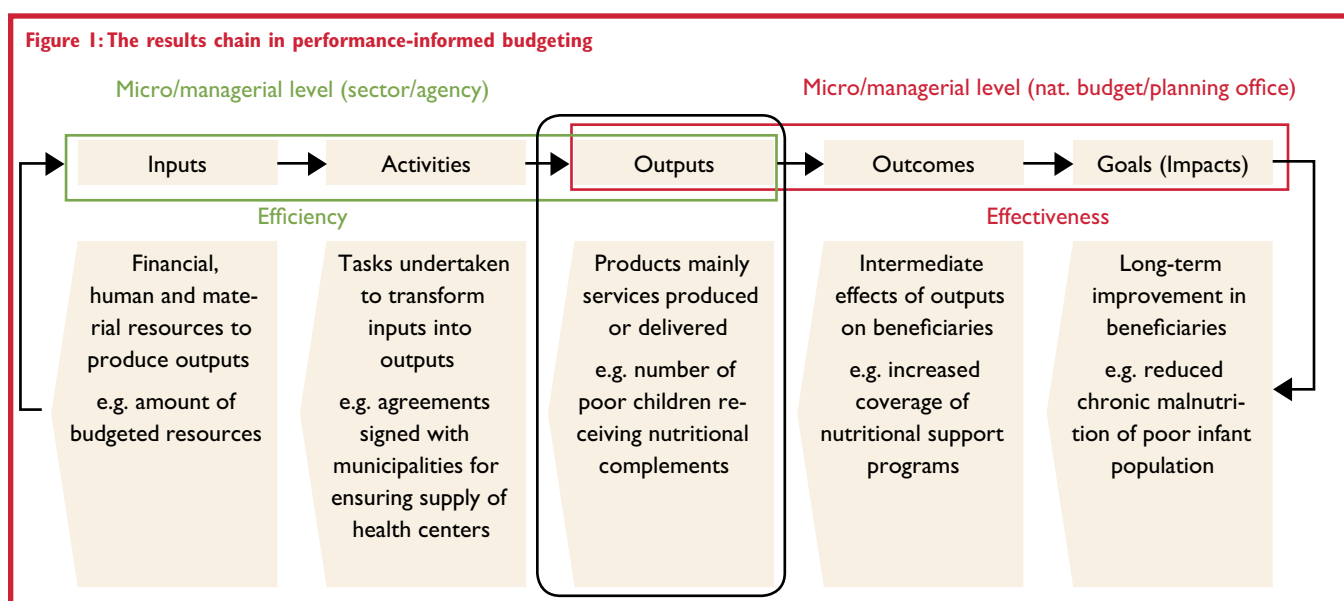 Figure 1: The results chain in performance-informed budgeting
Micro/managerial level (sector/agency)
Micro/managerial level (nat. budget/planning office)
Inputs
Activities
Outputs
Outcomes
Goals (Impacts)
Efficiency
Effectiveness
Financial,
human and mate-
rial resources to
produce outputs
e.g. amount of
budgeted resources
Tasks undertaken
to transform
inputs into
outputs
e.g. agreements
signed with
municipalities for
ensuring supply of
health centers
Products mainly
services produced
or delivered
e.g. number of
poor children re-
ceiving nutritional
complements
Intermediate
effects of outputs
on beneficiaries
e.g. increased
coverage of
nutritional support
programs
Long-term
improvement in
beneficiaries
e.g. reduced
chronic malnutri-
tion of poor infant
population